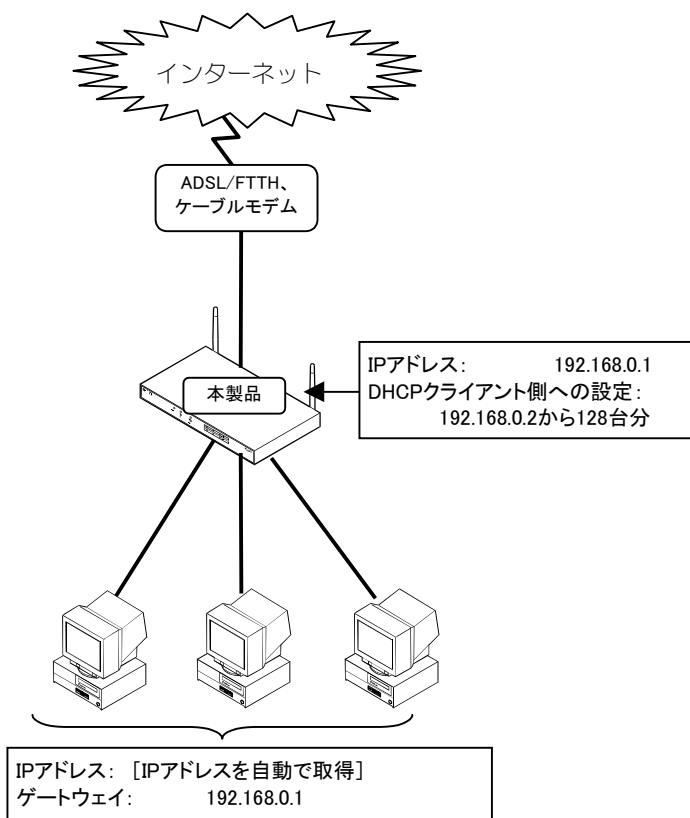 インターネット
ADSL/FTTH、
ケーブルモデム
本製品
IPアドレス: 192.168.0.1
DHCPクライアント側への設定:
192.168.0.2から128台分
IPアドレス: [IPアドレスを自動で取得]
ゲートウェイ: 192.168.0.1